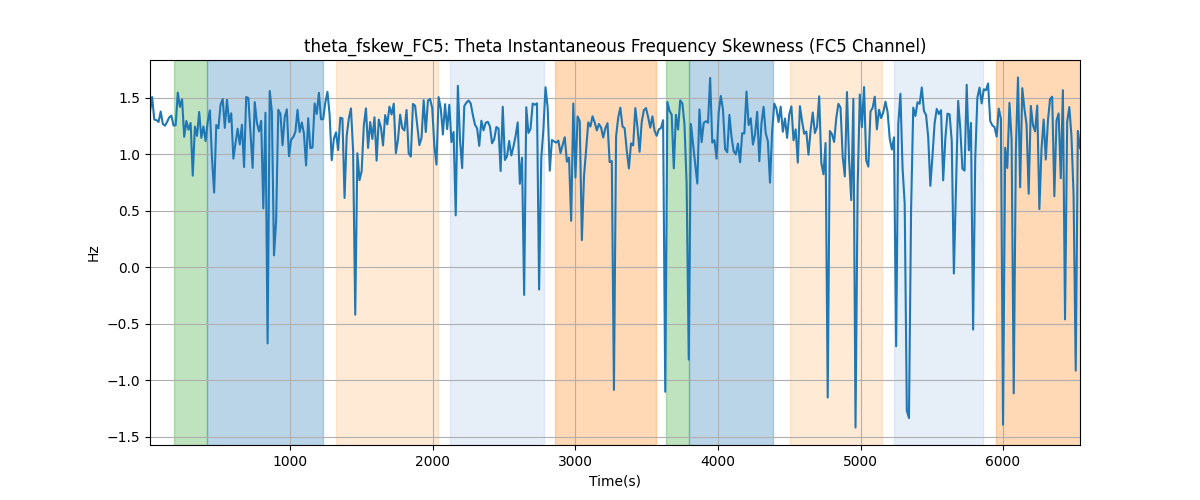 theta_fskew_FC5: Theta Instantaneous Frequency Skewness (FC5 Channel)
Hz
1.5
1.0
0.5
0.0
−0.5
−1.0
−1.5
1000 2000 3000 4000 5000 6000
Time(s)